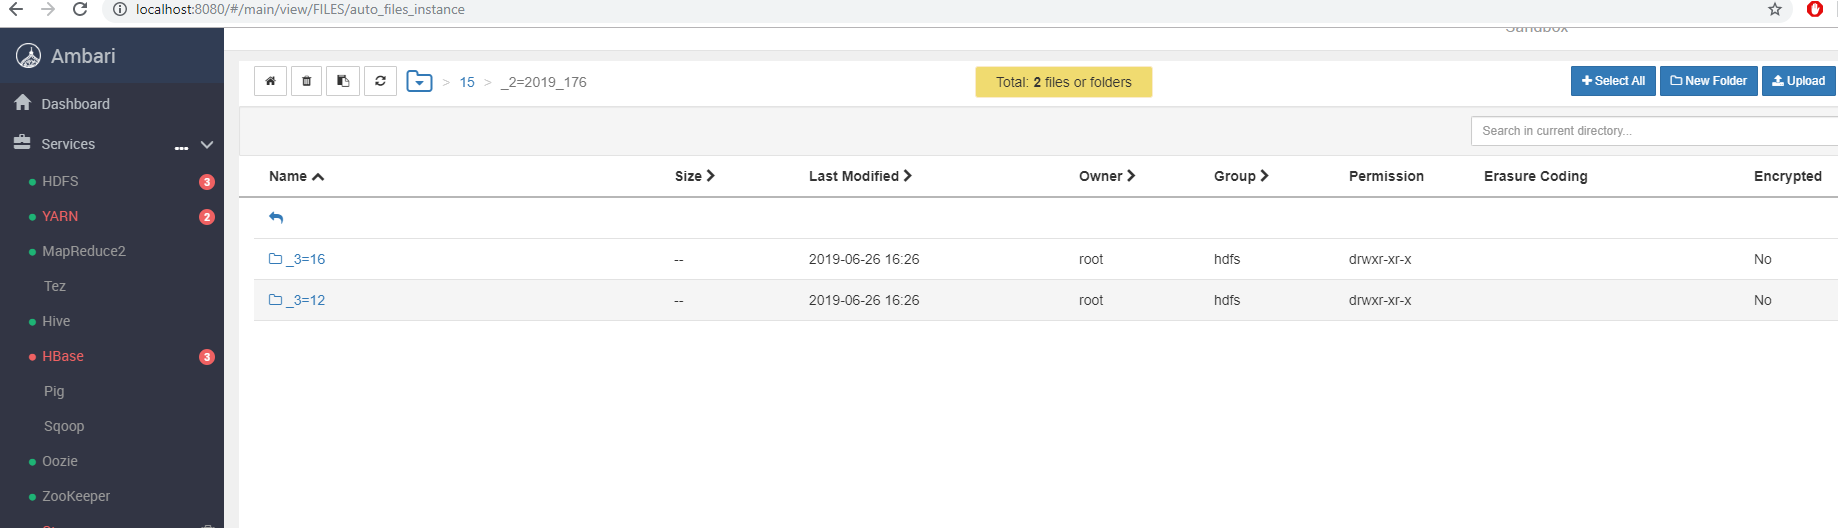 localhost:8080/#/main/view/FILES/auto_files_instance
Sandbox
Ambari
Dashboard
Services
...
HDFS 3
YARN 2
MapReduce2
Tez
Hive
HBase 3
Pig
Sqoop
Oozie
ZooKeeper
> 15 > _2=2019_176
Total: 2 files or folders
Select All
New Folder
Upload
Search in current directory...
Name Size Last Modified Owner Group Permission Erasure Coding Encrypted
_3=16 -- 2019-06-26 16:26 root hdfs drwxr-xr-x No
_3=12 -- 2019-06-26 16:26 root hdfs drwxr-xr-x No